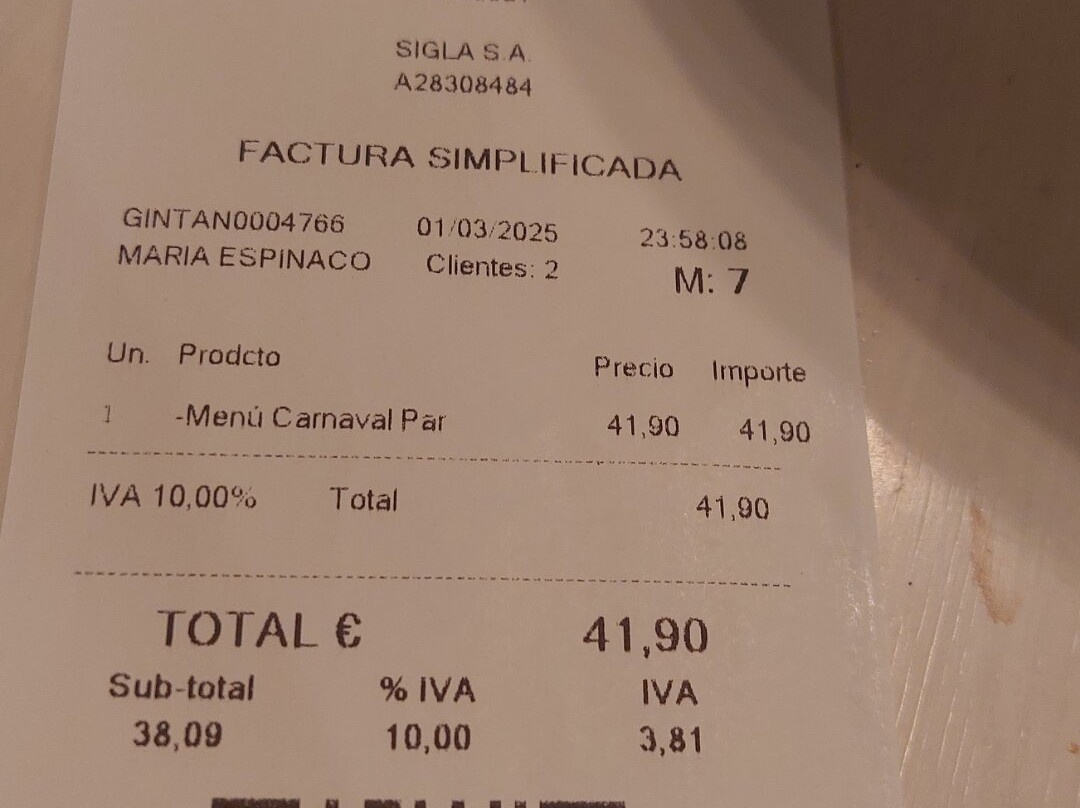 SIGLA S.A.
A28308484
FACTURA SIMPLIFICADA
GINTAN0004766 01/03/2025 23:58:08
MARIA ESPINACO Clientes: 2 M: 7
Un. Prodcto Precio Importe
1 -Menú Carnaval Par 41,90 41,90
IVA 10,00% Total 41,90
TOTAL € 41,90
Sub-total % IVA IVA
38,09 10,00 3,81